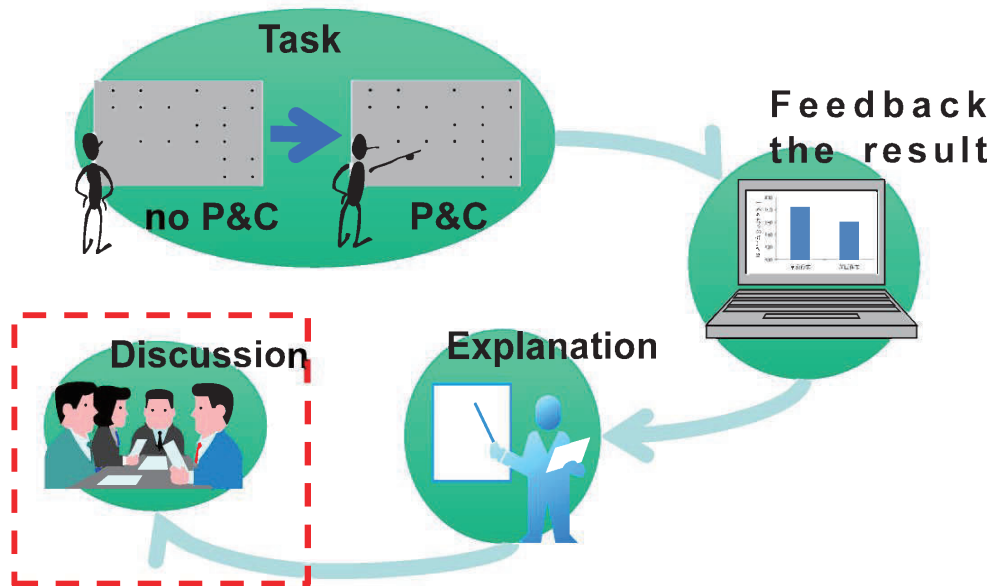 Task
no P&C
P&C
Feedback
the result
Explanation
Discussion